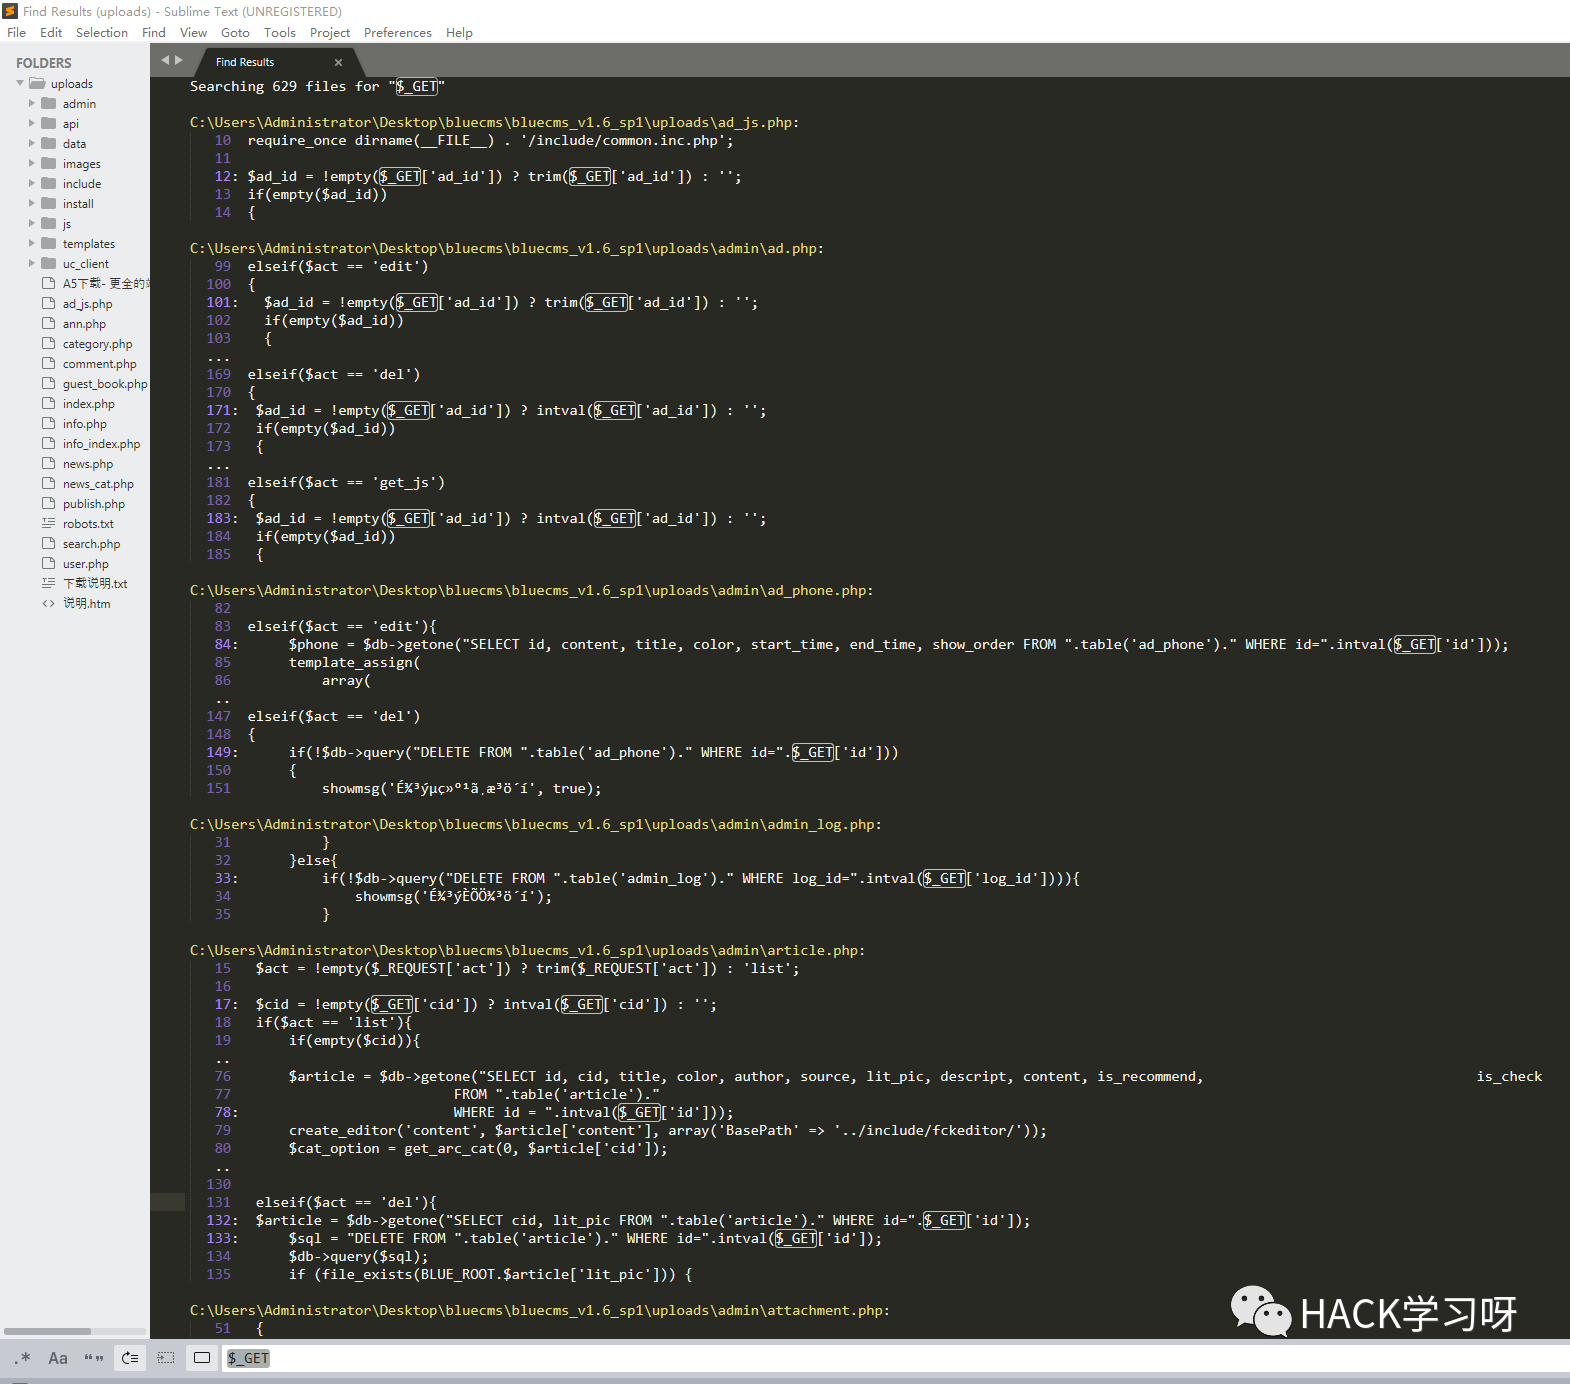 Find Results (uploads) - Sublime Text (UNREGISTERED)
File Edit Selection Find View Goto Tools Project Preferences Help
FOLDERS
uploads
admin
api
data
images
include
install
js
templates
uc_client
A5下载- 更全的
ad_js.php
ann.php
category.php
comment.php
guest_book.php
index.php
info.php
info_index.php
news.php
news_cat.php
publish.php
robots.txt
search.php
user.php
下载说明.txt
说明.htm
Find Results
Searching 629 files for "$_GET"
C:\Users\Administrator\Desktop\bluecms\bluecms_v1.6_sp1\uploads\ad_js.php:
10 require_once dirname(__FILE__) . '/include/common.inc.php';
11
12: $ad_id = !empty($_GET['ad_id']) ? trim($_GET['ad_id']) : '';
13 if(empty($ad_id))
14 {
C:\Users\Administrator\Desktop\bluecms\bluecms_v1.6_sp1\uploads\admin\ad.php:
99 elseif($act == 'edit')
100 {
101: $ad_id = !empty($_GET['ad_id']) ? trim($_GET['ad_id']) : '';
102 if(empty($ad_id))
103 {
...
169 elseif($act == 'del')
170 {
171: $ad_id = !empty($_GET['ad_id']) ? intval($_GET['ad_id']) : '';
172 if(empty($ad_id))
173 {
...
181 elseif($act == 'get_js')
182 {
183: $ad_id = !empty($_GET['ad_id']) ? intval($_GET['ad_id']) : '';
184 if(empty($ad_id))
185 {
C:\Users\Administrator\Desktop\bluecms\bluecms_v1.6_sp1\uploads\admin\ad_phone.php:
82
83 elseif($act == 'edit'){
84: $phone = $db->getone("SELECT id, content, title, color, start_time, end_time, show_order FROM ".table('ad_phone')." WHERE id=".intval($_GET['id']));
85 template_assign(
86 array(
..
147 elseif($act == 'del')
148 {
149: if(!$db->query("DELETE FROM ".table('ad_phone')." WHERE id=".$_GET['id']))
150 {
151 showmsg('É¾³ýµç»°¹ã¸æ³ö´í', true);
C:\Users\Administrator\Desktop\bluecms\bluecms_v1.6_sp1\uploads\admin\admin_log.php:
31 }
32 }else{
33: if(!$db->query("DELETE FROM ".table('admin_log')." WHERE log_id=".intval($_GET['log_id']))){
34 showmsg('É¾³ýÈÕÖ¾³ö´í');
35 }
C:\Users\Administrator\Desktop\bluecms\bluecms_v1.6_sp1\uploads\admin\article.php:
15 $act = !empty($_REQUEST['act']) ? trim($_REQUEST['act']) : 'list';
16
17: $cid = !empty($_GET['cid']) ? intval($_GET['cid']) : '';
18 if($act == 'list'){
19 if(empty($cid)){
..
76 $article = $db->getone("SELECT id, cid, title, color, author, source, lit_pic, descript, content, is_recommend, is_check
77 FROM ".table('article')."
78: WHERE id = ".intval($_GET['id']));
79 create_editor('content', $article['content'], array('BasePath' => '../include/fckeditor/'));
80 $cat_option = get_arc_cat(0, $article['cid']);
..
130
131 elseif($act == 'del'){
132: $article = $db->getone("SELECT cid, lit_pic FROM ".table('article')." WHERE id=".$_GET['id']);
133: $sql = "DELETE FROM ".table('article')." WHERE id=".intval($_GET['id']);
134 $db->query($sql);
135 if (file_exists(BLUE_ROOT.$article['lit_pic'])) {
C:\Users\Administrator\Desktop\bluecms\bluecms_v1.6_sp1\uploads\admin\attachment.php:
51 {
HACK学习呀
.* Aa “” $_GET